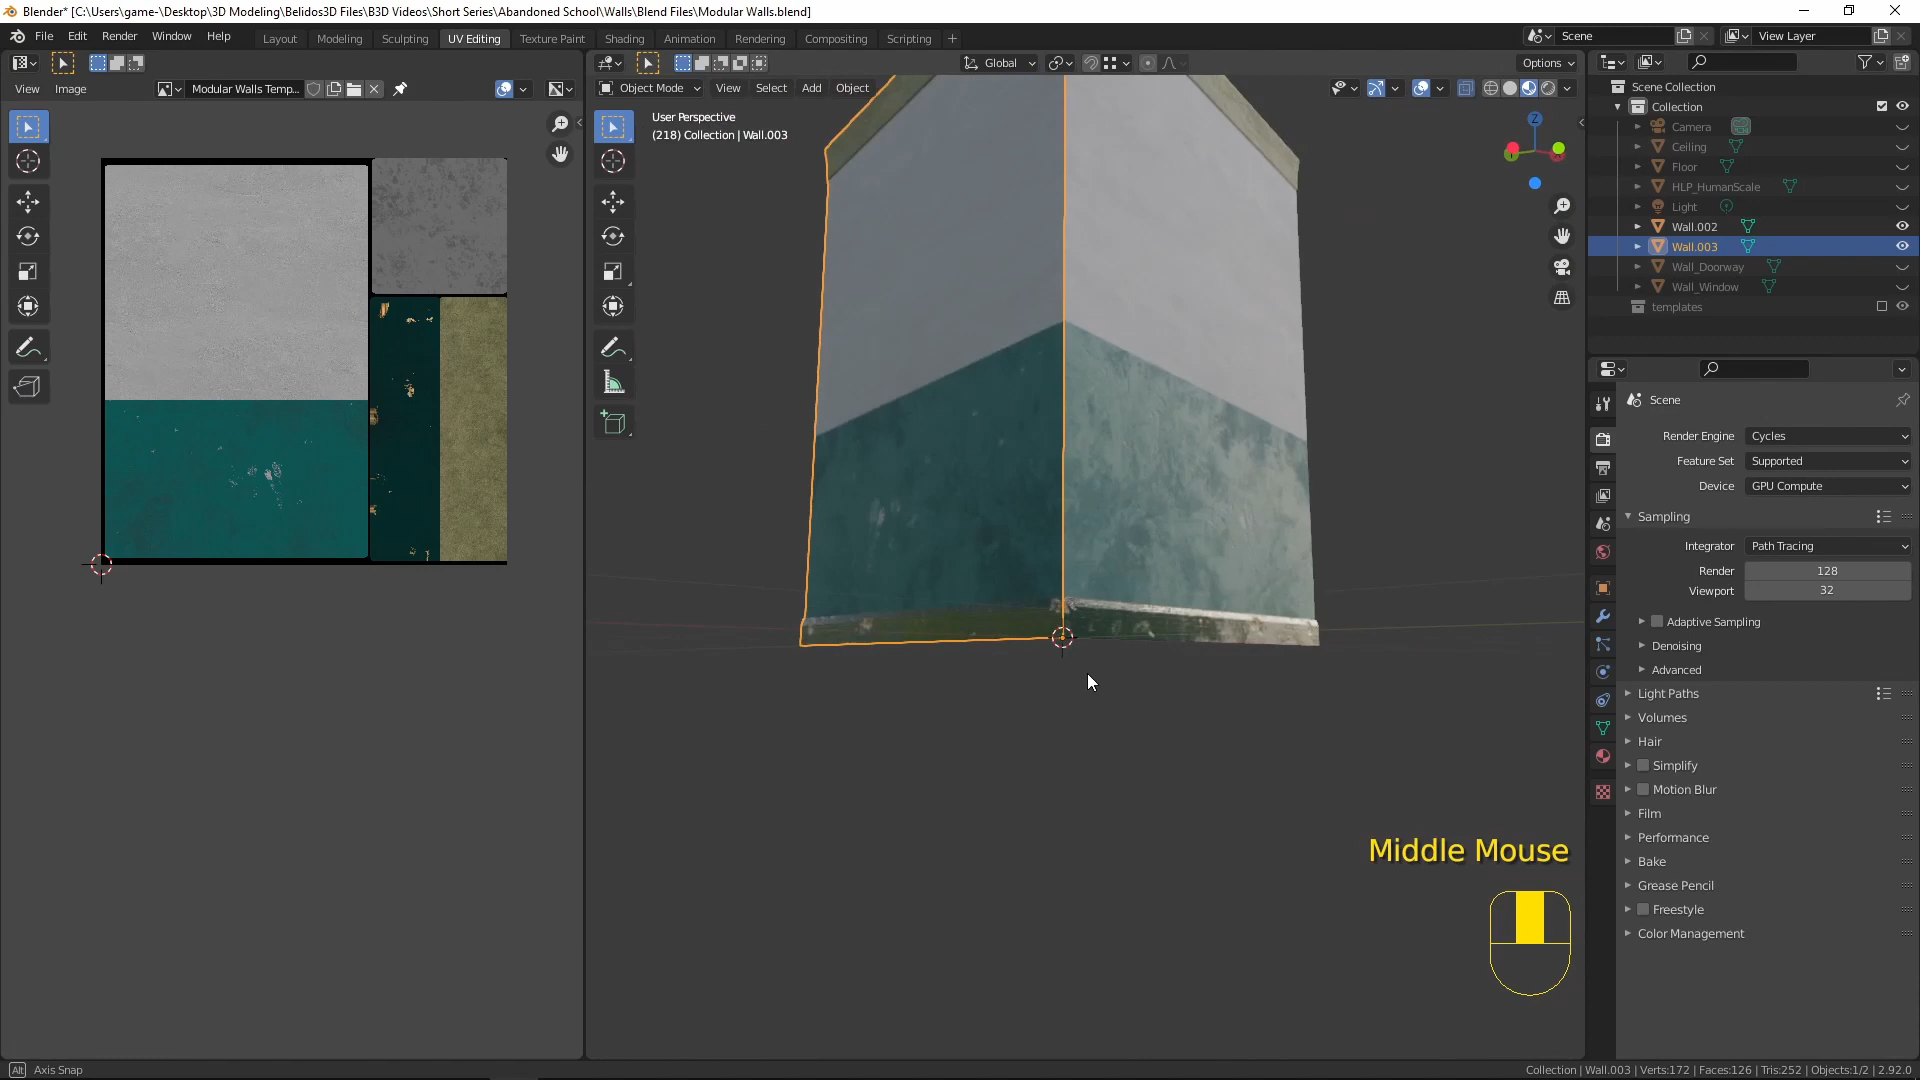 Blender* [C:\Users\game-\Desktop\3D Modeling\Belidos3D Files\B3D Videos\Short Series\Abandoned School\Walls\Blend Files\Modular Walls.blend]
File Edit Render Window Help
Layout Modeling Sculpting UV Editing Texture Paint Shading Animation Rendering Compositing Scripting +
Scene
View Layer
Global
Options
View Image
Modular Walls Temp...
Object Mode View Select Add Object
User Perspective
(218) Collection | Wall.003
Z
Scene Collection
Collection
Camera
Ceiling
Floor
HLP_HumanScale
Light
Wall.002
Wall.003
Wall_Doorway
Wall_Window
templates
Scene
Render Engine Cycles
Feature Set Supported
Device GPU Compute
Sampling
Integrator Path Tracing
Render 128
Viewport 32
Adaptive Sampling
Denoising
Advanced
Light Paths
Volumes
Hair
Simplify
Motion Blur
Film
Performance
Bake
Grease Pencil
Freestyle
Color Management
Middle Mouse
Alt Axis Snap
Collection | Wall.003 | Verts:172 | Faces:126 | Tris:252 | Objects:1/2 | 2.92.0